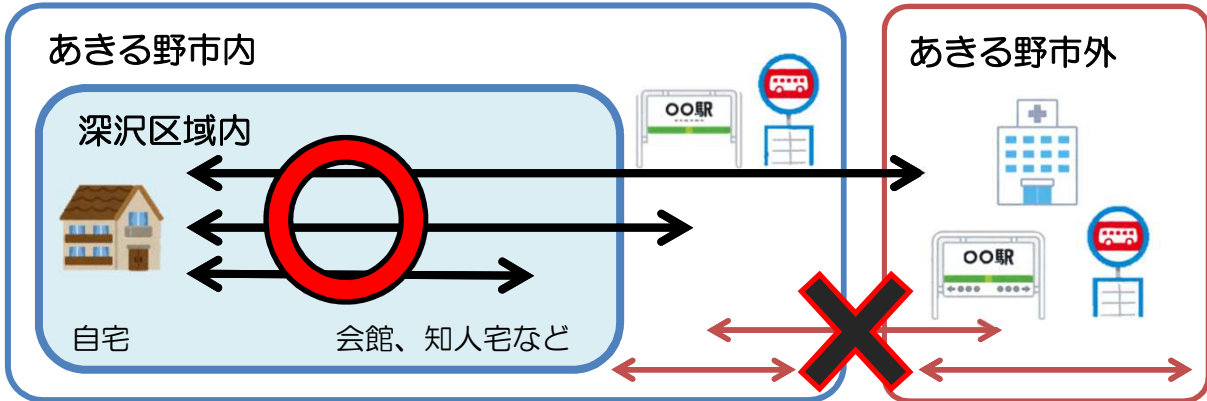 あきる野市内
あきる野市外
深沢区域内
〇〇駅
〇〇駅
自宅
会館、知人宅など